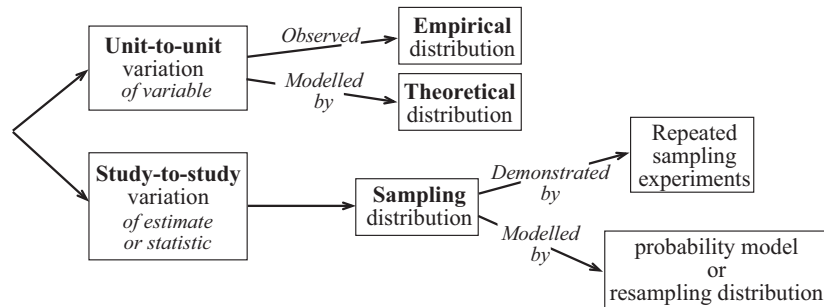 Unit-to-unit
variation
of variable
Observed
Empirical
distribution
Modelled
by
Theoretical
distribution
Study-to-study
variation
of estimate
or statistic
Sampling
distribution
Demonstrated
by
Repeated
sampling
experiments
Modelled
by
probability model
or
resampling distribution